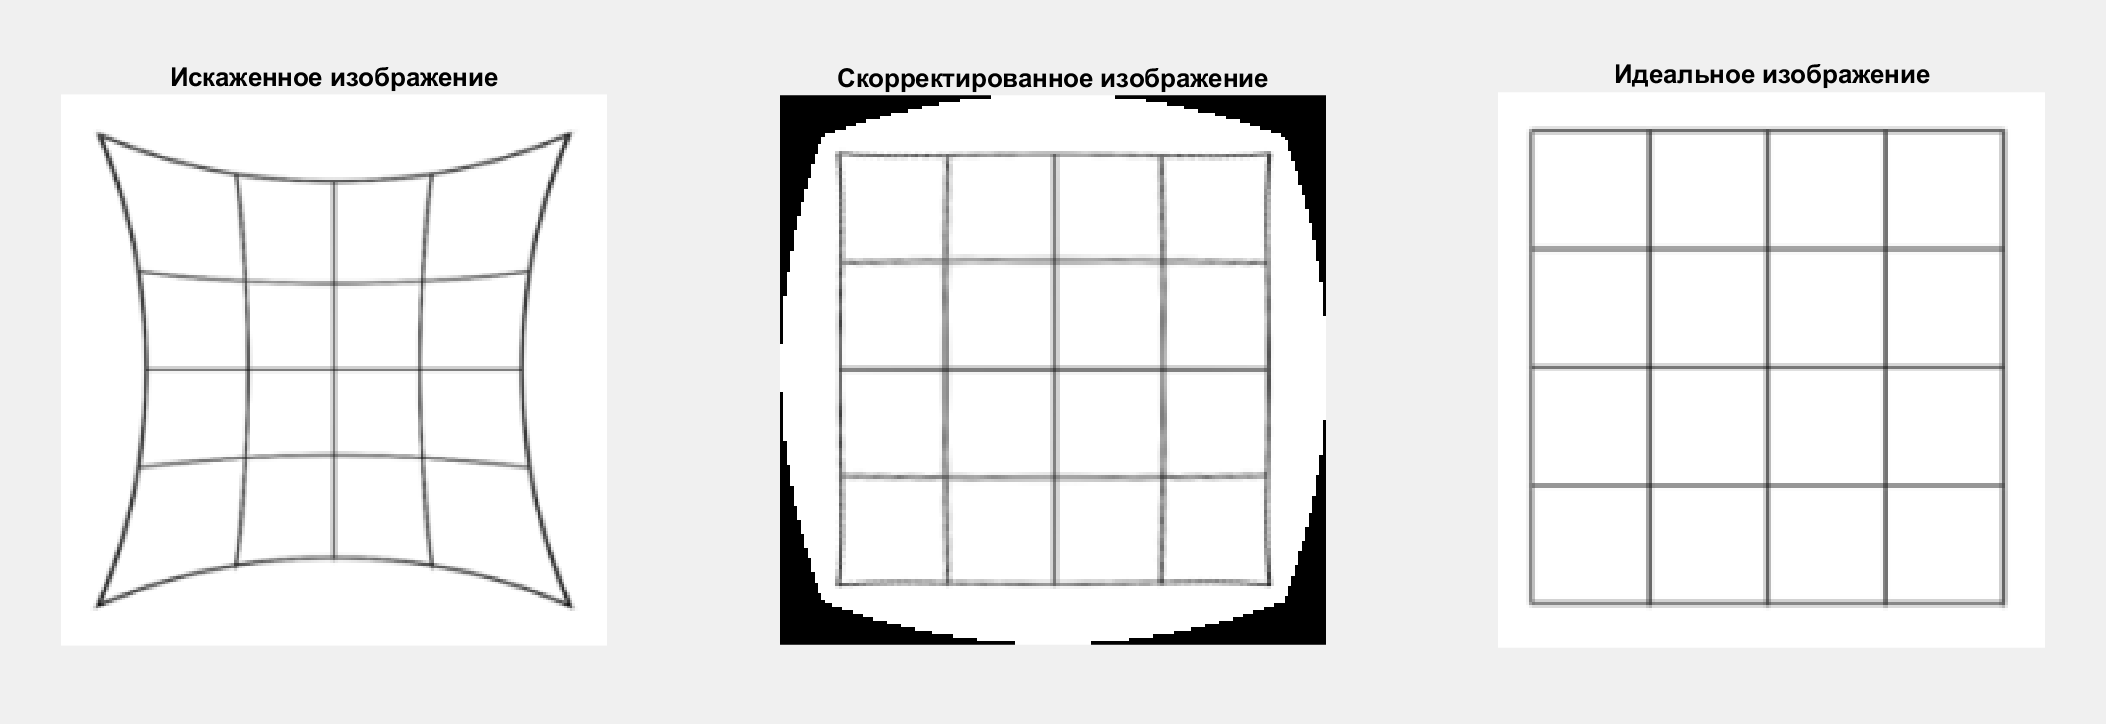 Искаженное изображение
Скорректированное изображение
Идеальное изображение